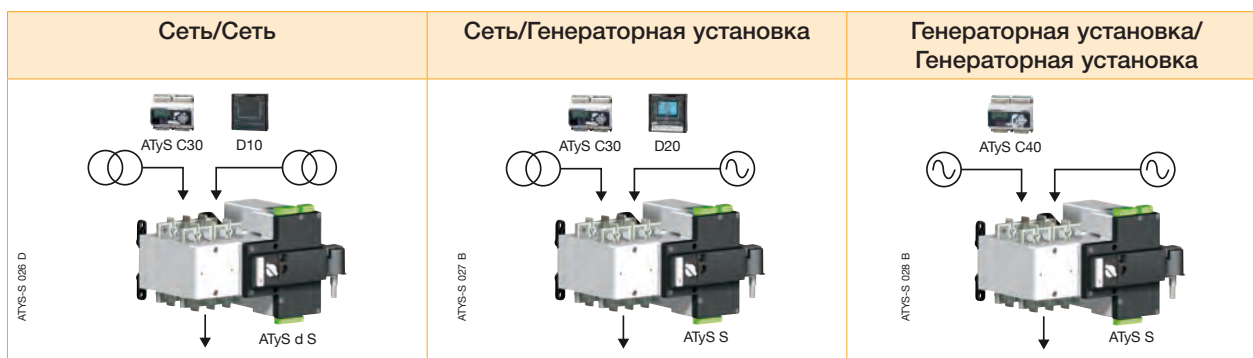 Сеть/Сеть
Сеть/Генераторная установка
Генераторная установка/
Генераторная установка
ATyS C30
D10
ATyS d S
ATYS-S 026 D
ATyS C30
D20
ATyS S
ATYS-S 027 B
ATyS C40
ATyS S
ATYS-S 028 B